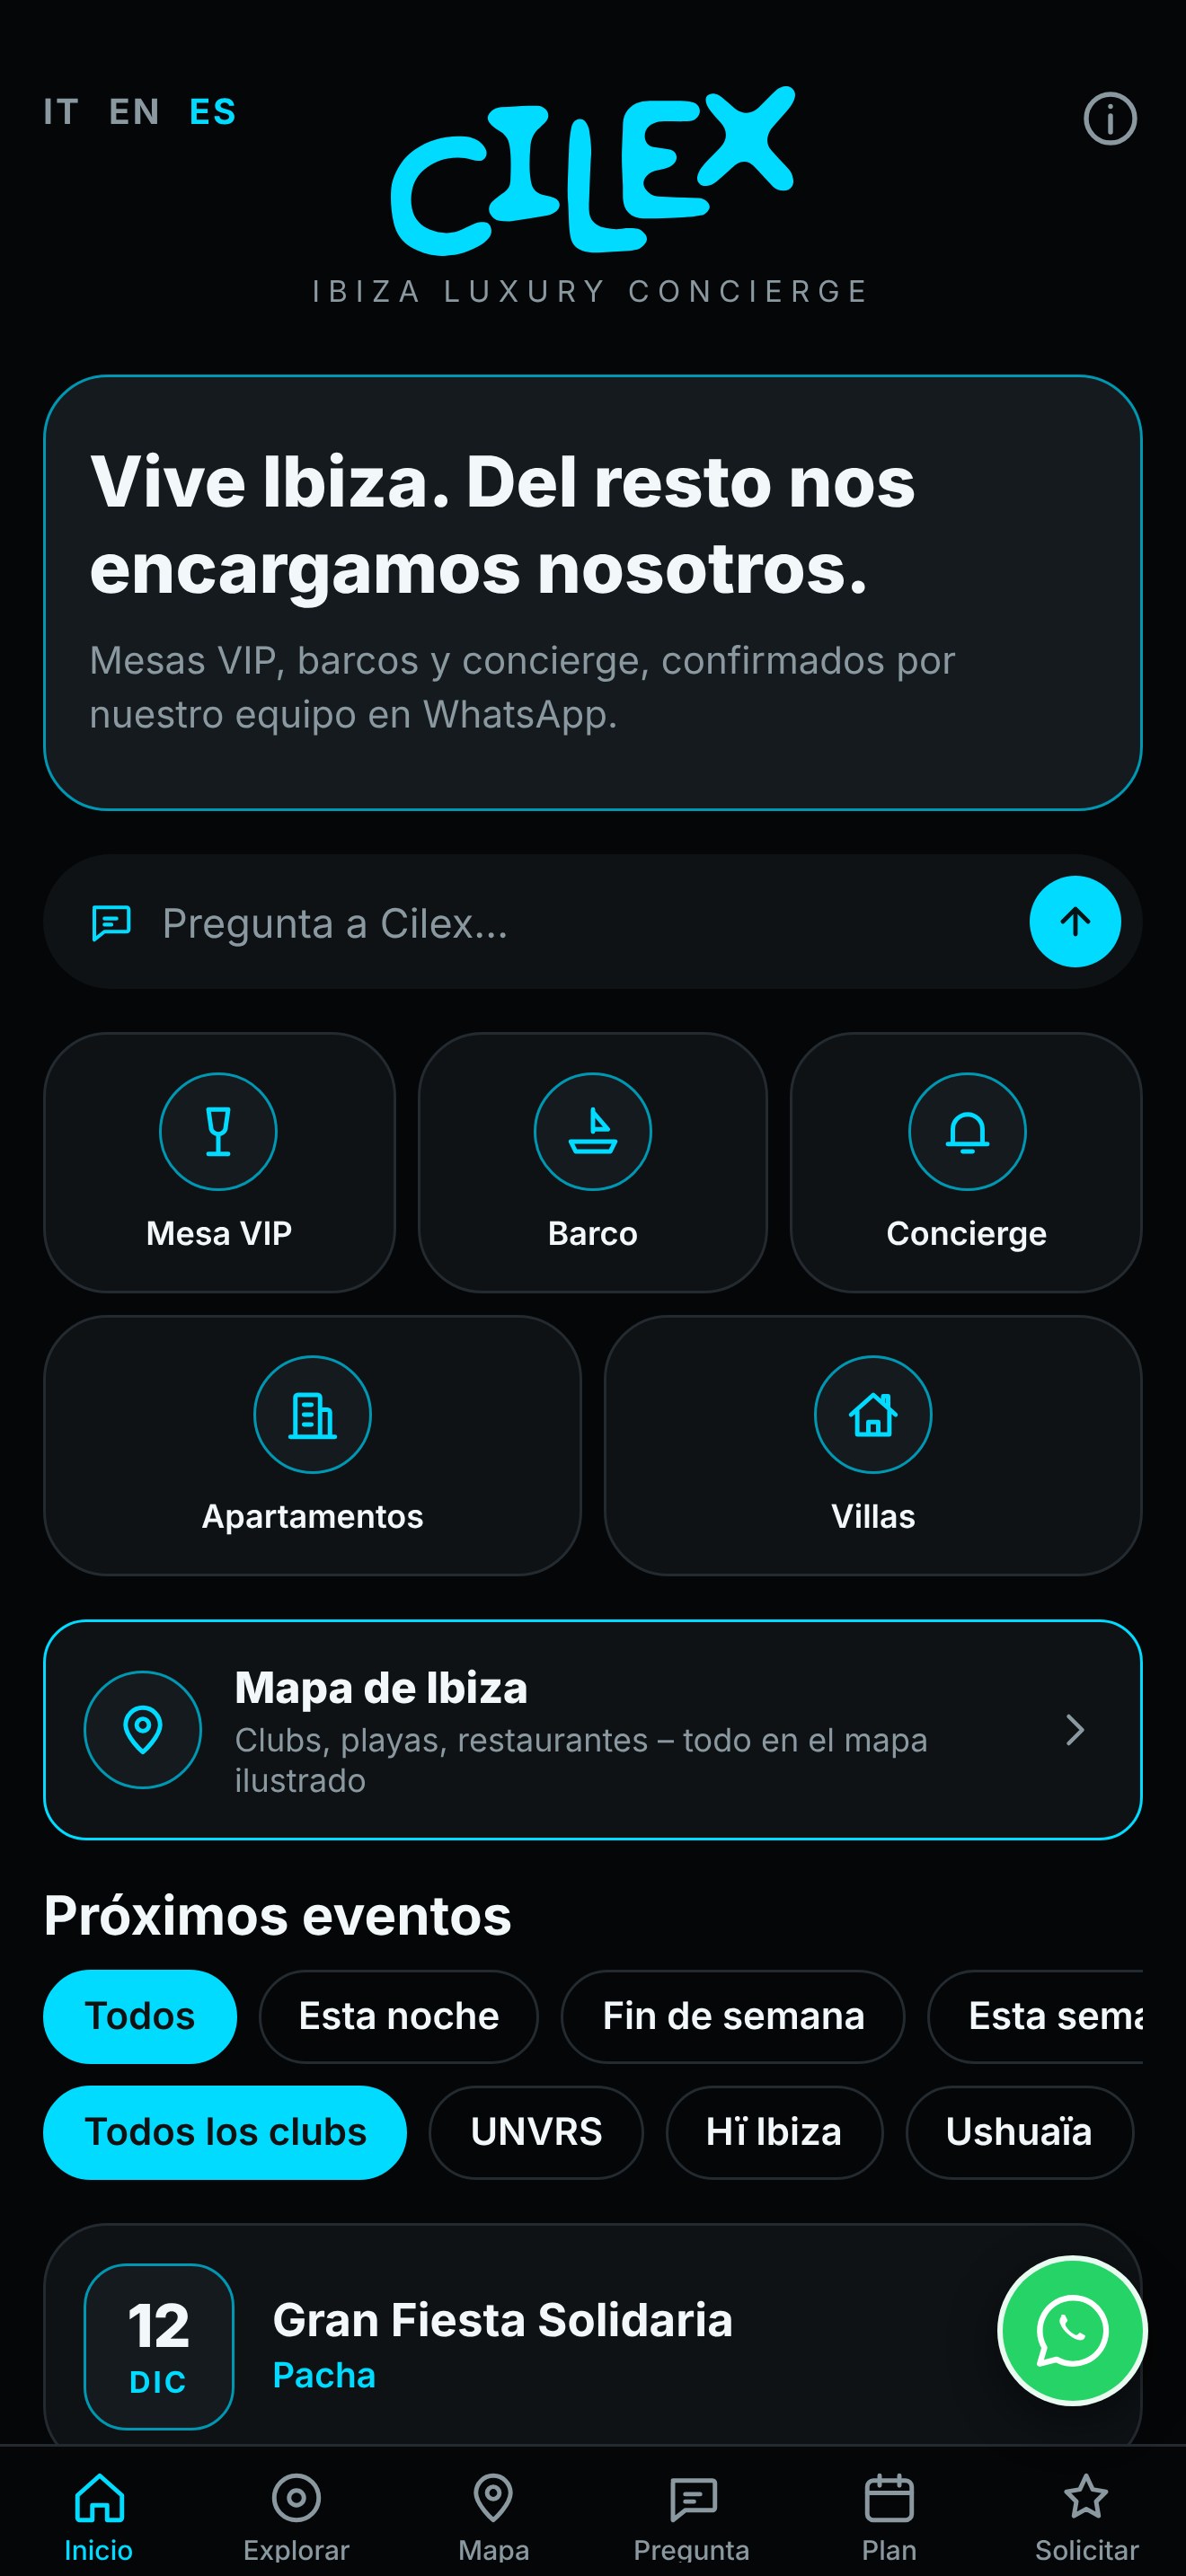 IT EN ES
CILEX
IBIZA LUXURY CONCIERGE
Vive Ibiza. Del resto nos
encargamos nosotros.
Mesas VIP, barcos y concierge, confirmados por
nuestro equipo en WhatsApp.
Pregunta a Cilex...
Mesa VIP
Barco
Concierge
Apartamentos
Villas
Mapa de Ibiza
Clubs, playas, restaurantes – todo en el mapa
ilustrado
Próximos eventos
Todos Esta noche Fin de semana Esta sema
Todos los clubs UNVRS Hï Ibiza Ushuaïa
12
DIC
Gran Fiesta Solidaria
Pacha
Inicio Explorar Mapa Pregunta Plan Solicitar